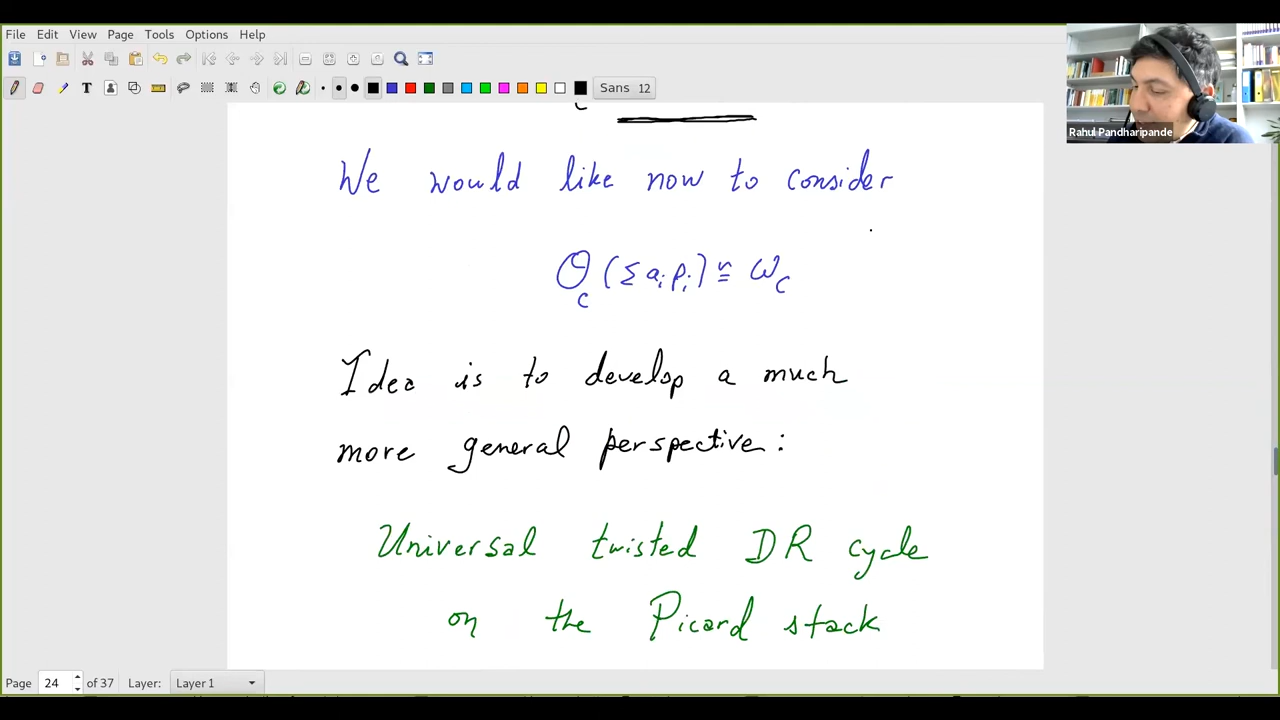 File Edit View Page Tools Options Help
Sans 12
Rahul Pandharipande
We would like now to consider
O_C (Σ a_i p_i) ≅ ω_C
Idea is to develop a much
more general perspective:
Universal twisted DR cycle
on the Picard stack
Page 24 of 37 Layer: Layer 1